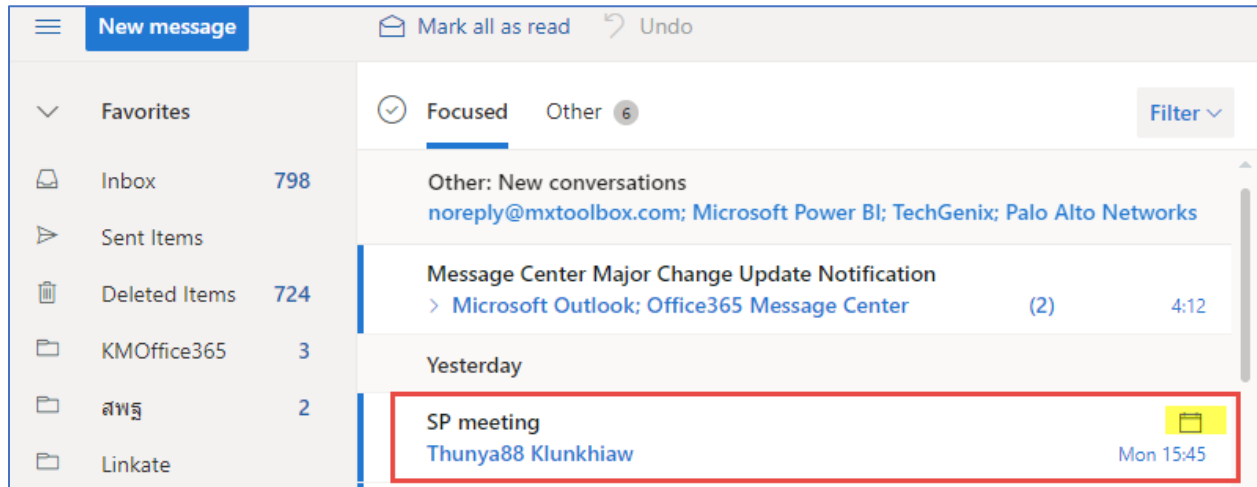 New message
Mark all as read
Undo
Favorites
Inbox 798
Sent Items
Deleted Items 724
KMOffice365 3
สพฐ 2
Linkate
Focused
Other 6
Filter
Other: New conversations
noreply@mxtoolbox.com; Microsoft Power BI; TechGenix; Palo Alto Networks
Message Center Major Change Update Notification
> Microsoft Outlook; Office365 Message Center (2) 4:12
Yesterday
SP meeting
Thunya88 Klunkhiaw Mon 15:45